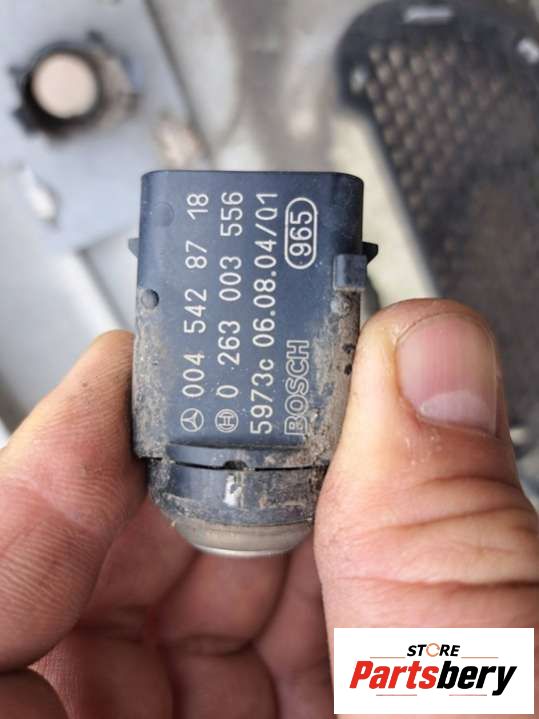 004 542 87 18
0 263 003 556
5973c 06.08.04/01
BOSCH 965
STORE
Partsbery